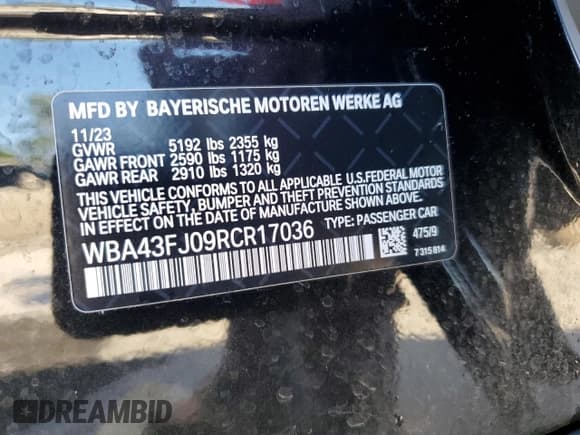 MFD BY BAYERISCHE MOTOREN WERKE AG
11/23
GVWR 5192 lbs 2355 kg
GAWR FRONT 2590 lbs 1175 kg
GAWR REAR 2910 lbs 1320 kg
THIS VEHICLE CONFORMS TO ALL APPLICABLE U.S.FEDERAL MOTOR
VEHICLE SAFETY, BUMPER, AND THEFT PREVENTION STANDARDS
IN EFFECT ON THE DATE OF MANUFACTURE SHOWN ABOVE.
WBA43FJ09RCR17036 TYPE: PASSENGER CAR
475/9
7 315 814
DREAMBID